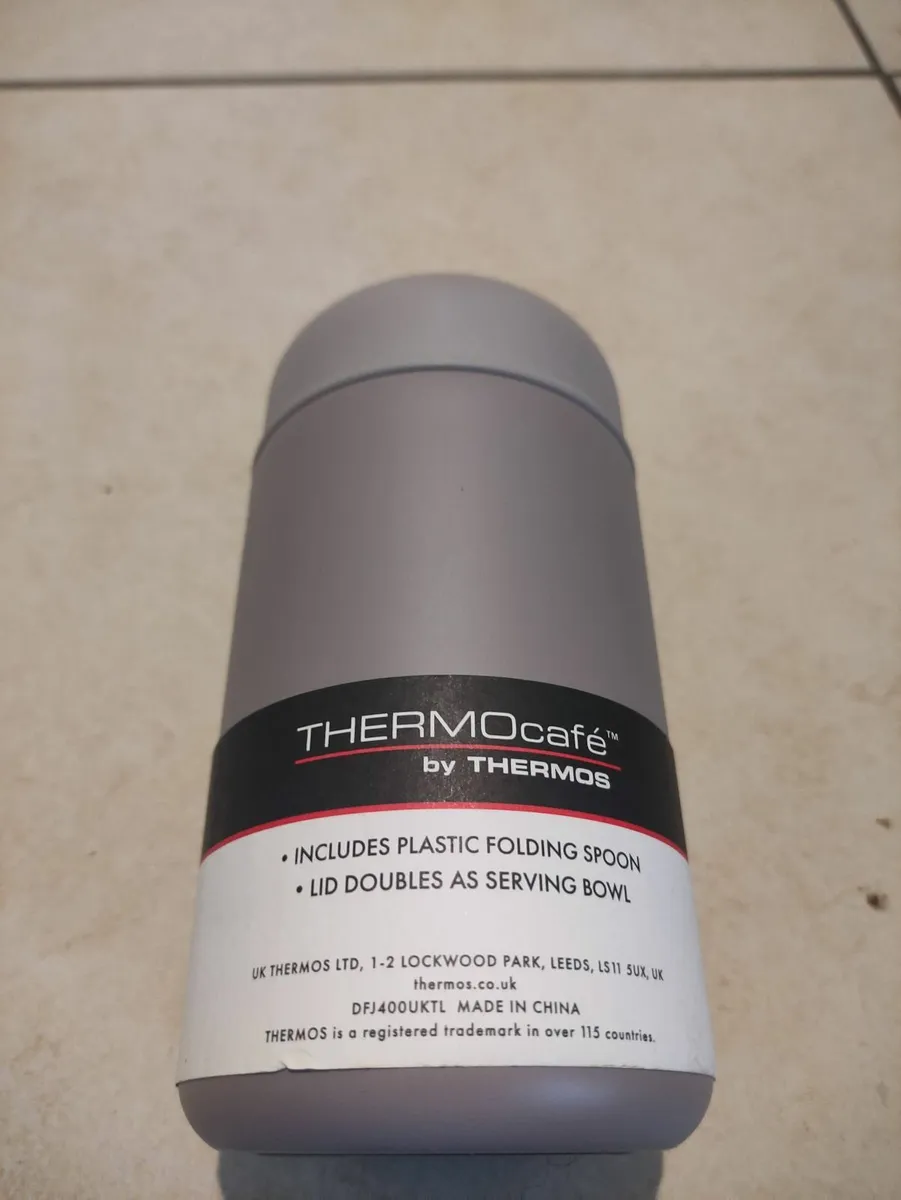 THERMOcafé™
by THERMOS
• INCLUDES PLASTIC FOLDING SPOON
• LID DOUBLES AS SERVING BOWL
UK THERMOS LTD, 1-2 LOCKWOOD PARK, LEEDS, LS11 5UX, UK
thermos.co.uk
DFJ400UKTL MADE IN CHINA
THERMOS is a registered trademark in over 115 countries.